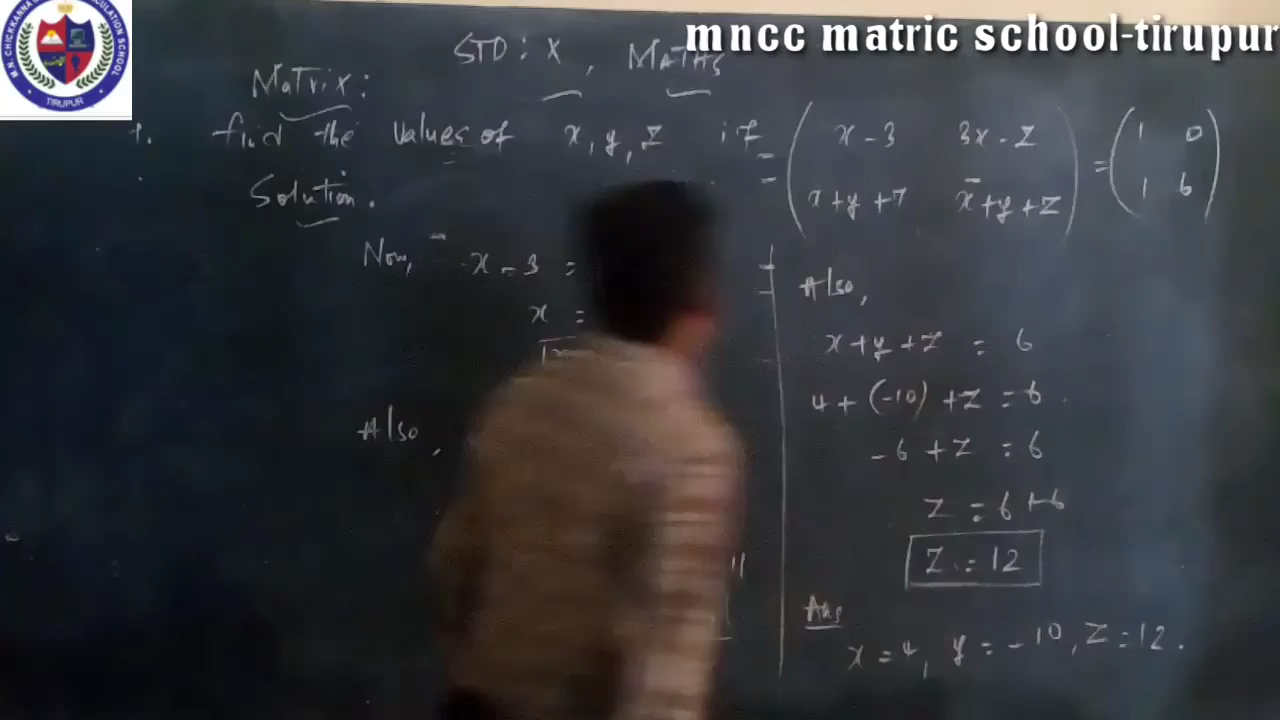 mncc matric school-tirupur
STD : X , MATHS
Matrix :
1. find the values of x, y, z if ( x - 3 3x - z ) = ( 1 0 )
( x + y + 7 x + y + z ) ( 1 6 )
Solution.
Now, x - 3 =
x =
Also,
Also,
x + y + z = 6
4 + (-10) + z = 6
-6 + z = 6
z = 6 + 6
z = 12
Ans
x = 4, y = -10, z = 12.
TIRUPUR